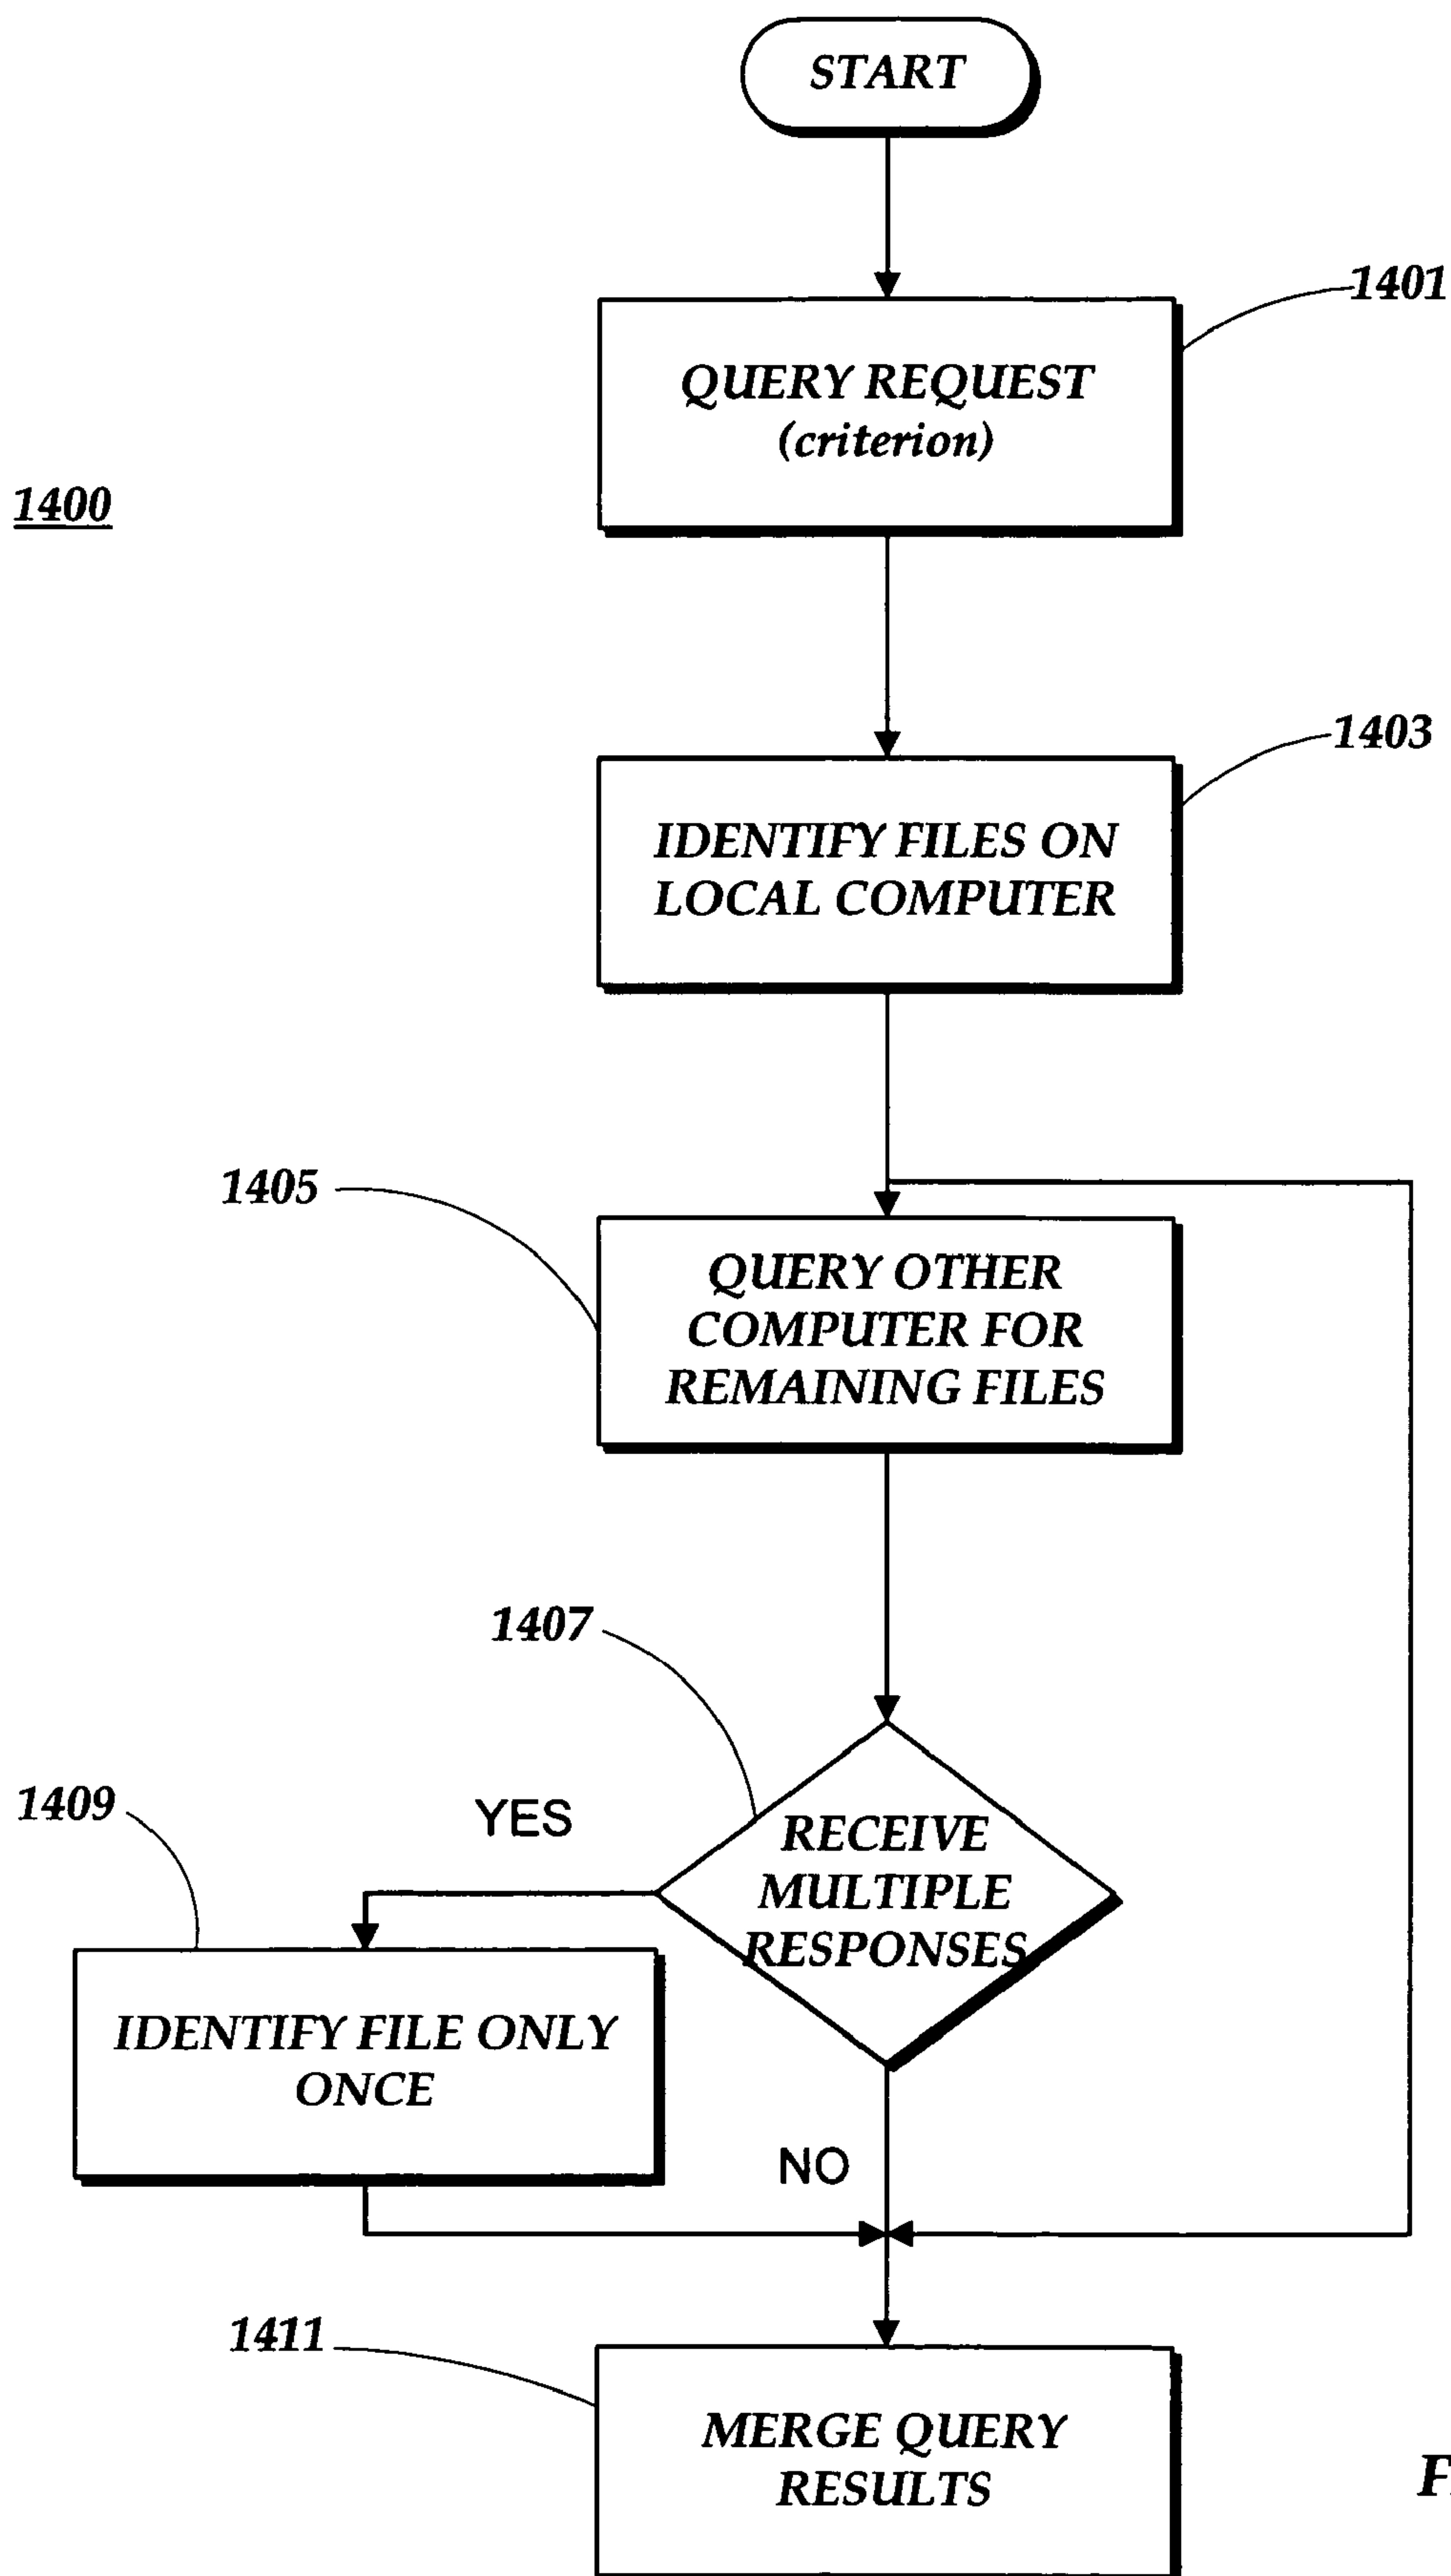 START
1401
QUERY REQUEST
(criterion)
1400
1403
IDENTIFY FILES ON
LOCAL COMPUTER
1405
QUERY OTHER
COMPUTER FOR
REMAINING FILES
1407
RECEIVE
MULTIPLE
RESPONSES
YES
1409
IDENTIFY FILE ONLY
ONCE
NO
1411
MERGE QUERY
RESULTS